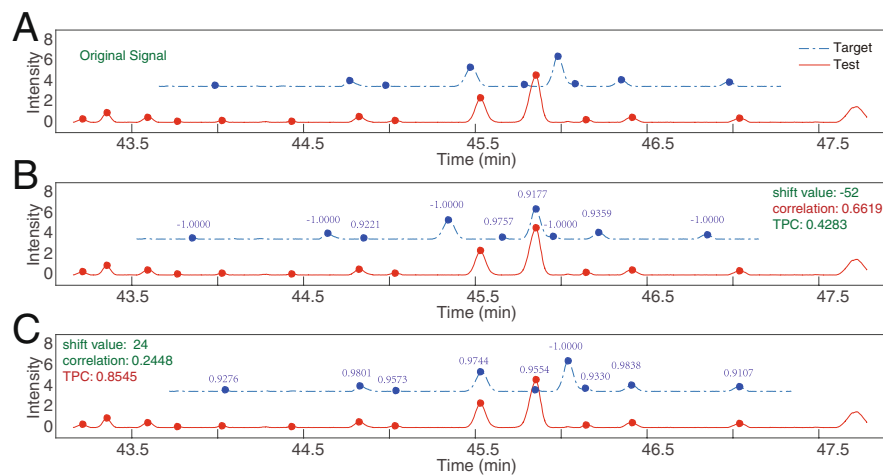 A
8
6
4
2
0
Intensity
Original Signal
Target
Test
43.5
44.5
45.5
46.5
47.5
Time (min)
B
8
6
4
2
0
Intensity
-1.0000
-1.0000
0.9221
-1.0000
0.9757
0.9177
-1.0000
0.9359
-1.0000
shift value: -52
correlation: 0.6619
TPC: 0.4283
43.5
44.5
45.5
46.5
47.5
Time (min)
C
8
6
4
2
0
Intensity
shift value: 24
correlation: 0.2448
TPC: 0.8545
0.9276
0.9801
0.9573
0.9744
0.9554
-1.0000
0.9330
0.9838
0.9107
43.5
44.5
45.5
46.5
47.5
Time (min)